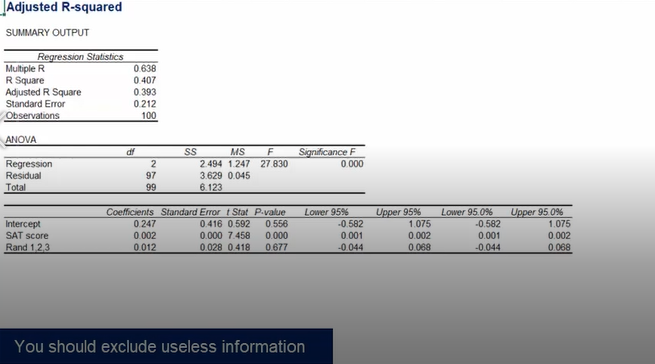 Adjusted R-squared
SUMMARY OUTPUT
Regression Statistics
Multiple R 0.638
R Square 0.407
Adjusted R Square 0.393
Standard Error 0.212
Observations 100
ANOVA
df SS MS F Significance F
Regression 2 2.494 1.247 27.830 0.000
Residual 97 3.629 0.045
Total 99 6.123
Coefficients Standard Error t Stat P-value Lower 95% Upper 95% Lower 95.0% Upper 95.0%
Intercept 0.247 0.416 0.592 0.556 -0.582 1.075 -0.582 1.075
SAT score 0.002 0.000 7.458 0.000 0.001 0.002 0.001 0.002
Rand 1,2,3 0.012 0.028 0.418 0.677 -0.044 0.068 -0.044 0.068
You should exclude useless information